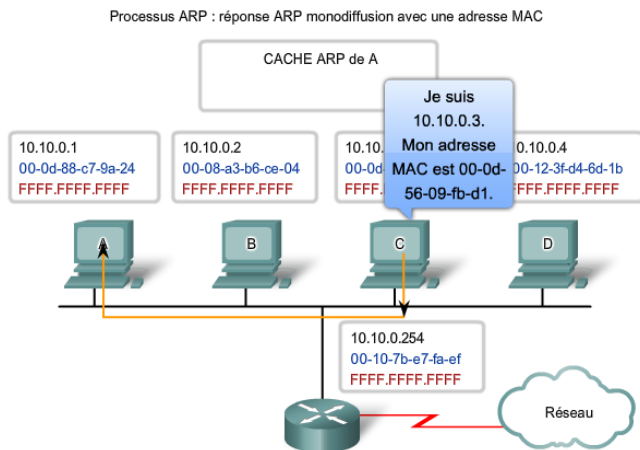 Processus ARP : réponse ARP monodiffusion avec une adresse MAC
CACHE ARP de A
Je suis
10.10.0.3.
Mon adresse
MAC est 00-0d-
56-09-fb-d1.
10.10.0.1
00-0d-88-c7-9a-24
FFFF.FFFF.FFFF
10.10.0.2
00-08-a3-b6-ce-04
FFFF.FFFF.FFFF
00-0d
10.10.0.4
00-12-3f-d4-6d-1b
FFFF.FFFF.FFFF
A
B
C
D
10.10.0.254
00-10-7b-e7-fa-ef
FFFF.FFFF.FFFF
Réseau